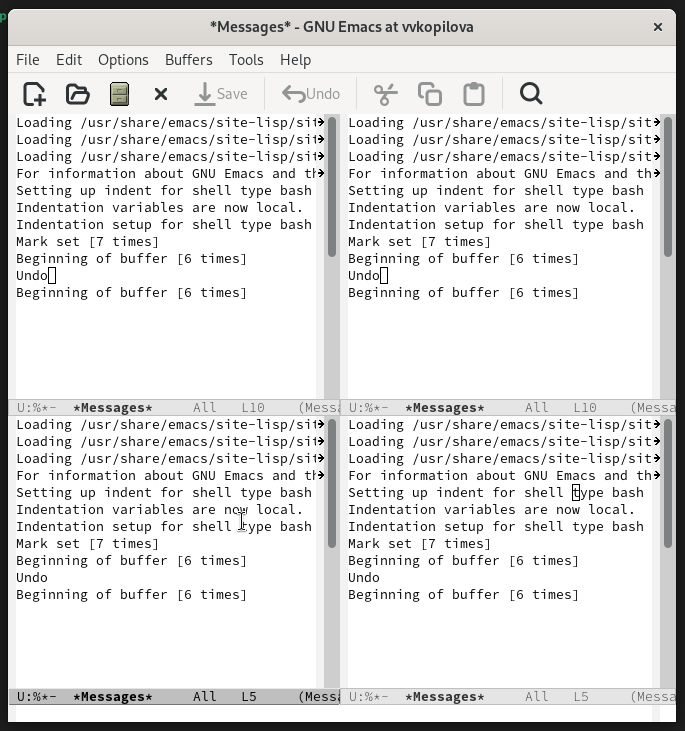 *Messages* - GNU Emacs at vvkopilova
File Edit Options Buffers Tools Help
Save Undo
Loading /usr/share/emacs/site-lisp/sit
Loading /usr/share/emacs/site-lisp/sit
Loading /usr/share/emacs/site-lisp/sit
For information about GNU Emacs and th
Setting up indent for shell type bash
Indentation variables are now local.
Indentation setup for shell type bash
Mark set [7 times]
Beginning of buffer [6 times]
Undo
Beginning of buffer [6 times]
U:%*- *Messages* All L10 (Messa
Loading /usr/share/emacs/site-lisp/sit
Loading /usr/share/emacs/site-lisp/sit
Loading /usr/share/emacs/site-lisp/sit
For information about GNU Emacs and th
Setting up indent for shell type bash
Indentation variables are now local.
Indentation setup for shell type bash
Mark set [7 times]
Beginning of buffer [6 times]
Undo
Beginning of buffer [6 times]
U:%*- *Messages* All L10 (Messa
Loading /usr/share/emacs/site-lisp/sit
Loading /usr/share/emacs/site-lisp/sit
Loading /usr/share/emacs/site-lisp/sit
For information about GNU Emacs and th
Setting up indent for shell type bash
Indentation variables are now local.
Indentation setup for shell type bash
Mark set [7 times]
Beginning of buffer [6 times]
Undo
Beginning of buffer [6 times]
U:%*- *Messages* All L5 (Messa
Loading /usr/share/emacs/site-lisp/sit
Loading /usr/share/emacs/site-lisp/sit
Loading /usr/share/emacs/site-lisp/sit
For information about GNU Emacs and th
Setting up indent for shell type bash
Indentation variables are now local.
Indentation setup for shell type bash
Mark set [7 times]
Beginning of buffer [6 times]
Undo
Beginning of buffer [6 times]
U:%*- *Messages* All L5 (Messa